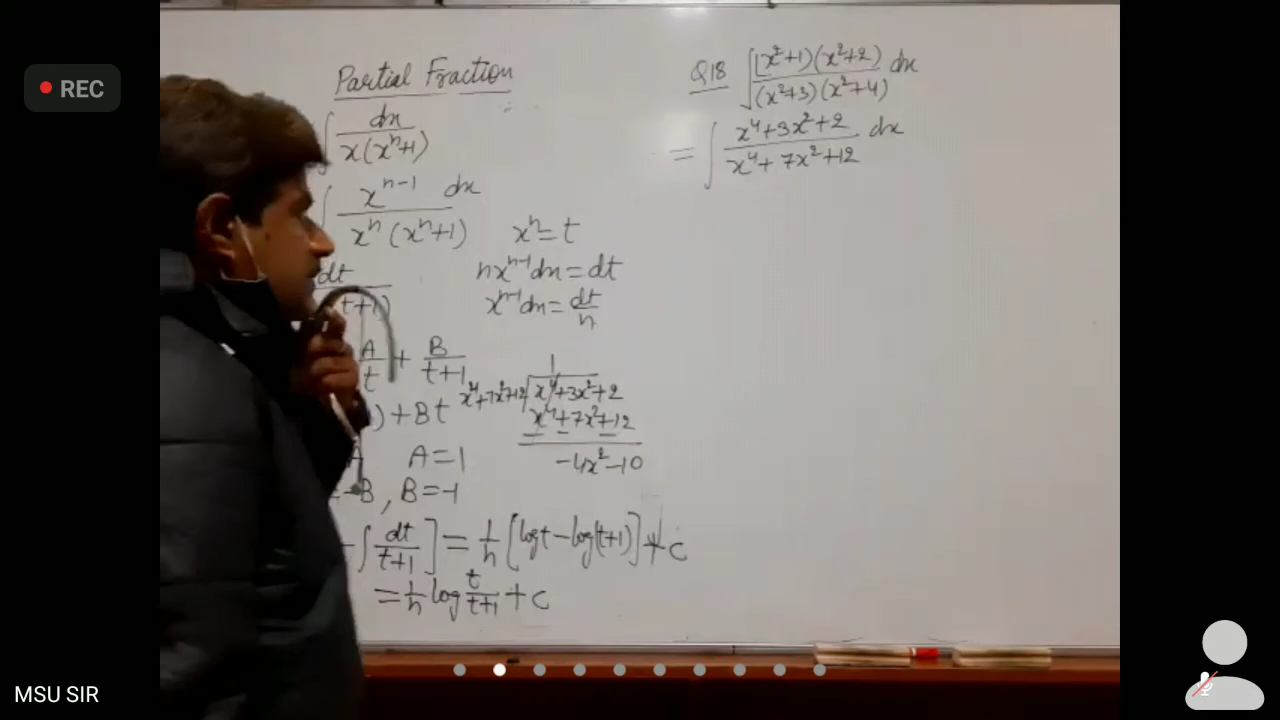 REC
Partial Fraction
∫ dx / x(xⁿ+1)
∫ xⁿ⁻¹ dx / xⁿ (xⁿ+1)
xⁿ = t
nxⁿ⁻¹dx = dt
xⁿ⁻¹dx = dt/n
dt / t+1)
A/t + B/t+1
) + Bt
A = 1
-B, B = -1
∫ dt/t+1 ] = 1/n [logt - log(t+1)] + c
= 1/n log t/t+1 + c
1
x⁴+7x²+12 √ x⁴+3x²+2
x⁴+7x²+12
-4x²-10
Q18 ∫ (x²+1)(x²+2) / (x²+3)(x²+4) dx
= ∫ x⁴+3x²+2 / x⁴+7x²+12 dx
MSU SIR